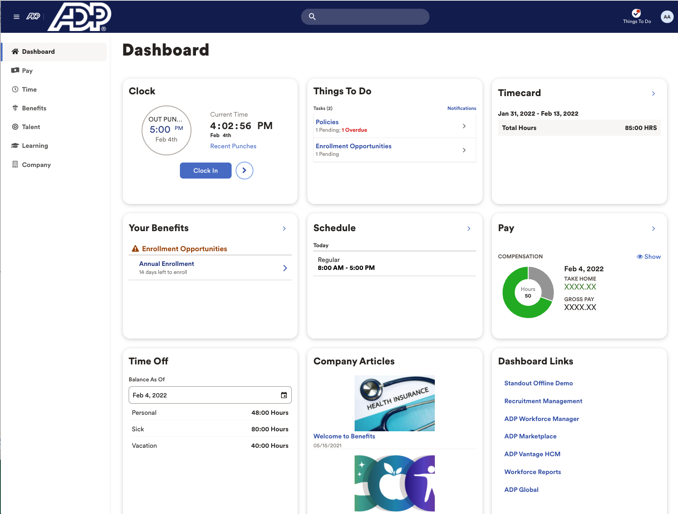 ADP
ADP
Things To Do
AA
Dashboard
Pay
Time
Benefits
Talent
Learning
Company
Dashboard
Clock
OUT PUN...
5:00 PM
Feb 4th
Current Time
4:02:56 PM
Feb 4th
Recent Punches
Clock In
Things To Do
Tasks (2)
Notifications
Policies
1 Pending; 1 Overdue
Enrollment Opportunities
1 Pending
Timecard
Jan 31, 2022 - Feb 13, 2022
Total Hours 85:00 HRS
Your Benefits
Enrollment Opportunities
Annual Enrollment
14 days left to enroll
Schedule
Today
Regular
8:00 AM - 5:00 PM
Pay
COMPENSATION
Show
Hours
50
Feb 4, 2022
TAKE HOME
XXXX.XX
GROSS PAY
XXXX.XX
Time Off
Balance As Of
Feb 4, 2022
Personal 48:00 Hours
Sick 80:00 Hours
Vacation 40:00 Hours
Company Articles
HEALTH INSURANCE
Welcome to Benefits
06/15/2021
Dashboard Links
Standout Offline Demo
Recruitment Management
ADP Workforce Manager
ADP Marketplace
ADP Vantage HCM
Workforce Reports
ADP Global